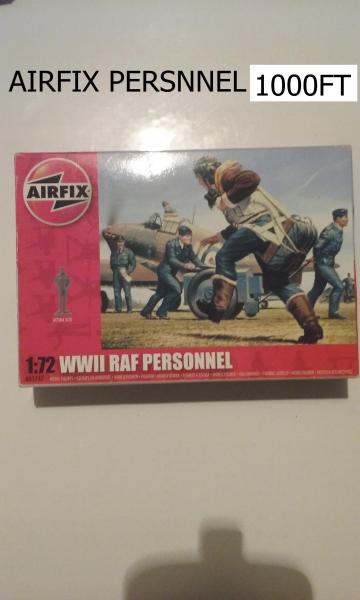 AIRFIX PERSNNEL 1000FT
AIRFIX
1:72 WWII RAF PERSONNEL